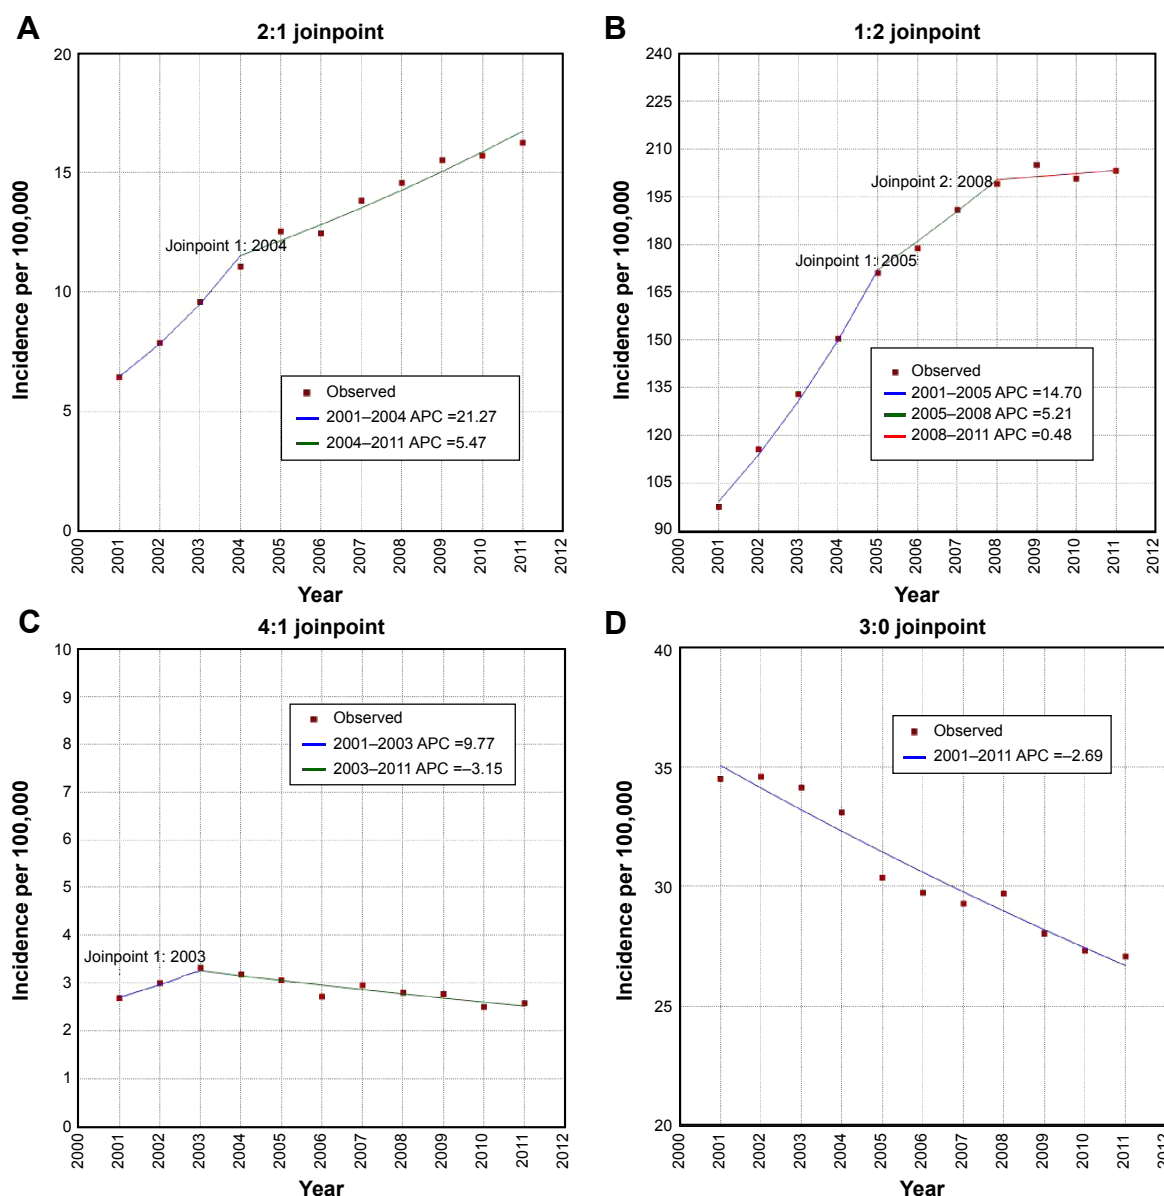 A
2:1 joinpoint
20
15
10
5
0
Incidence per 100,000
Joinpoint 1: 2004
Observed
2001–2004 APC =21.27
2004–2011 APC =5.47
2000
2001
2002
2003
2004
2005
2006
2007
2008
2009
2010
2011
2012
Year
B
1:2 joinpoint
240
225
210
195
180
165
150
135
120
105
90
Incidence per 100,000
Joinpoint 2: 2008
Joinpoint 1: 2005
Observed
2001–2005 APC =14.70
2005–2008 APC =5.21
2008–2011 APC =0.48
2000
2001
2002
2003
2004
2005
2006
2007
2008
2009
2010
2011
2012
Year
C
4:1 joinpoint
10
9
8
7
6
5
4
3
2
1
0
Incidence per 100,000
Observed
2001–2003 APC =9.77
2003–2011 APC =–3.15
Joinpoint 1: 2003
2000
2001
2002
2003
2004
2005
2006
2007
2008
2009
2010
2011
2012
Year
D
3:0 joinpoint
40
35
30
25
20
Incidence per 100,000
Observed
2001–2011 APC =–2.69
2000
2001
2002
2003
2004
2005
2006
2007
2008
2009
2010
2011
2012
Year